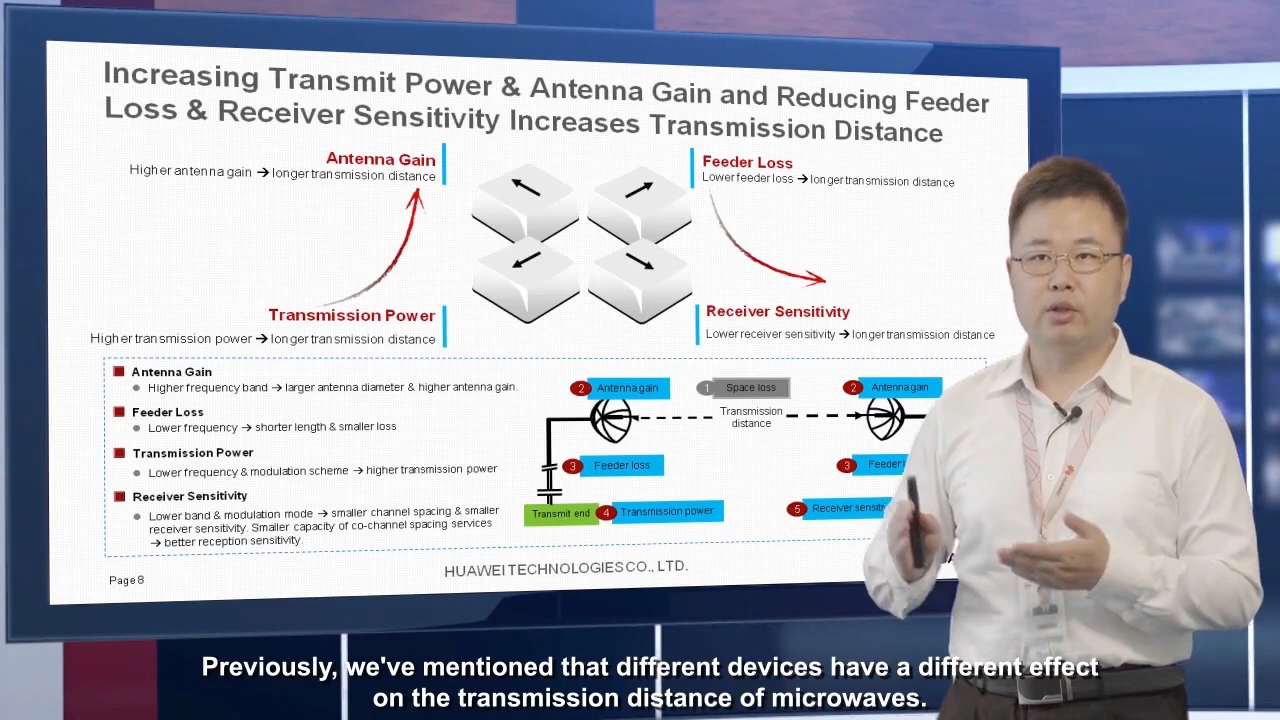 Increasing Transmit Power & Antenna Gain and Reducing Feeder
Loss & Receiver Sensitivity Increases Transmission Distance
Antenna Gain
Higher antenna gain → longer transmission distance
Feeder Loss
Lower feeder loss → longer transmission distance
Transmission Power
Higher transmission power → longer transmission distance
Receiver Sensitivity
Lower receiver sensitivity → longer transmission distance
Antenna Gain
Higher frequency band → larger antenna diameter & higher antenna gain.
Feeder Loss
Lower frequency → shorter length & smaller loss
Transmission Power
Lower frequency & modulation scheme → higher transmission power
Receiver Sensitivity
Lower band & modulation mode → smaller channel spacing & smaller
receiver sensitivity. Smaller capacity of co-channel spacing services
→ better reception sensitivity.
2 Antenna gain
1 Space loss
2 Antenna gain
Transmission
distance
3 Feeder loss
3 Feeder
Transmit end
4 Transmission power
5 Receiver
Page 8
HUAWEI TECHNOLOGIES CO., LTD.
Previously, we've mentioned that different devices have a different effect
on the transmission distance of microwaves.